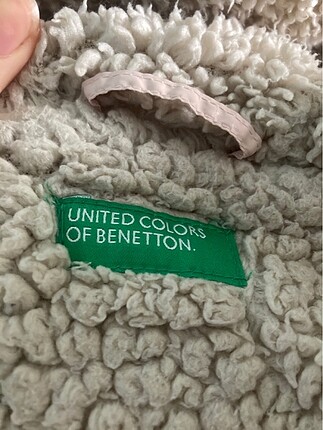 UNITED COLORS
OF BENETTON.